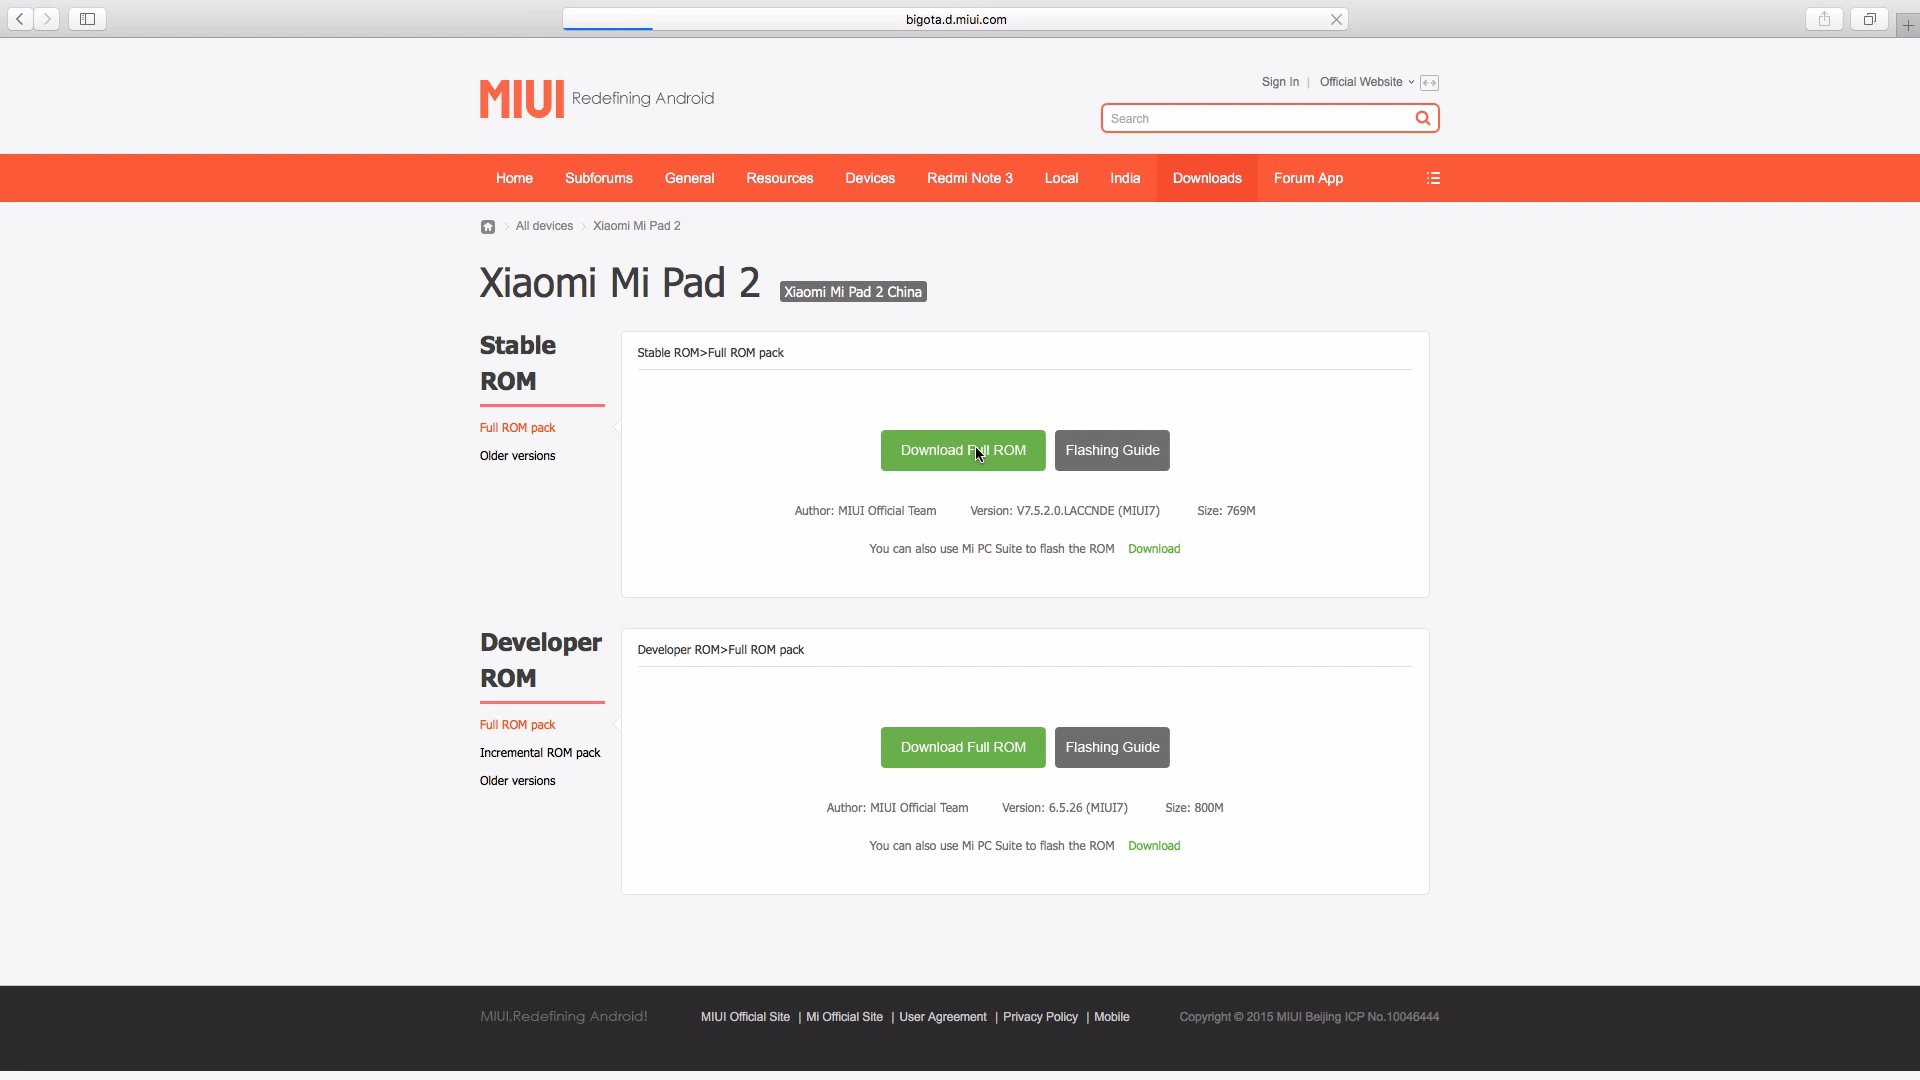 bigota.d.miui.com
MIUI Redefining Android
Sign In | Official Website
Search
Home Subforums General Resources Devices Redmi Note 3 Local India Downloads Forum App
All devices Xiaomi Mi Pad 2
Xiaomi Mi Pad 2 Xiaomi Mi Pad 2 China
Stable
ROM
Full ROM pack
Older versions
Stable ROM>Full ROM pack
Download Full ROM Flashing Guide
Author: MIUI Official Team Version: V7.5.2.0.LACCNDE (MIUI7) Size: 769M
You can also use Mi PC Suite to flash the ROM Download
Developer
ROM
Full ROM pack
Incremental ROM pack
Older versions
Developer ROM>Full ROM pack
Download Full ROM Flashing Guide
Author: MIUI Official Team Version: 6.5.26 (MIUI7) Size: 800M
You can also use Mi PC Suite to flash the ROM Download
MIUI,Redefining Android! MIUI Official Site | Mi Official Site | User Agreement | Privacy Policy | Mobile Copyright © 2015 MIUI Beijing ICP No.10046444